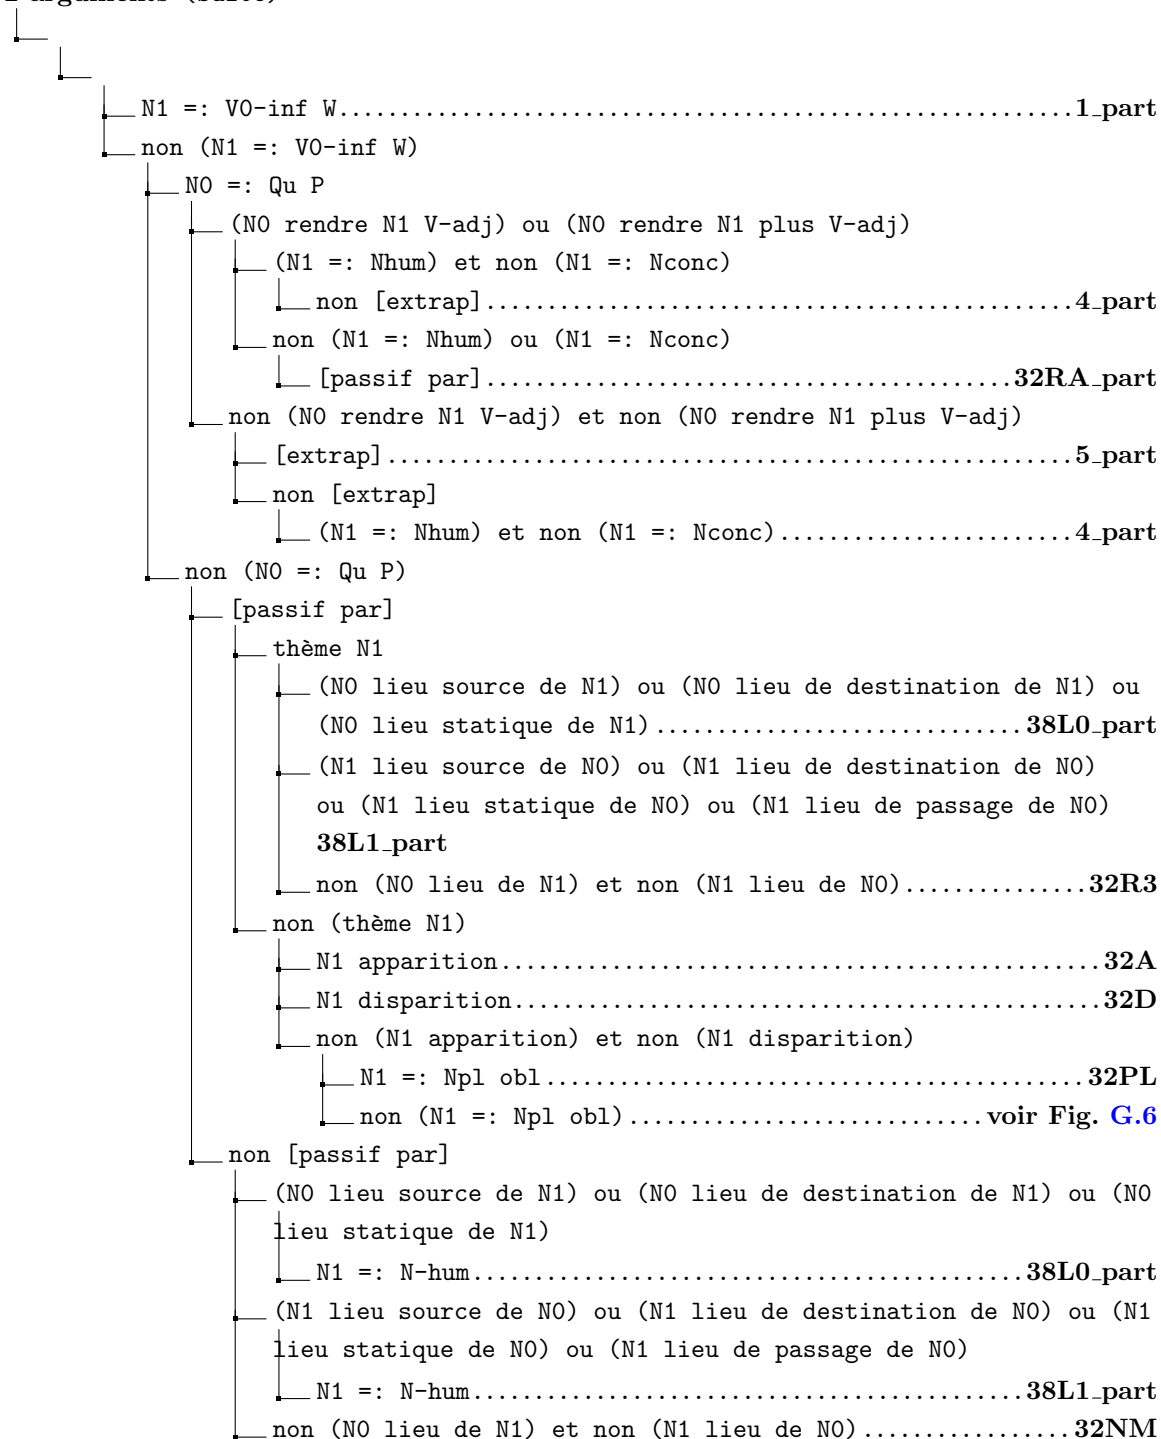 N1 =: V0-inf W........................................................1_part
non (N1 =: V0-inf W)
N0 =: Qu P
(N0 rendre N1 V-adj) ou (N0 rendre N1 plus V-adj)
(N1 =: Nhum) et non (N1 =: Nconc)
non [extrap]................................................4_part
non (N1 =: Nhum) ou (N1 =: Nconc)
[passif par]...........................................32RA_part
non (N0 rendre N1 V-adj) et non (N0 rendre N1 plus V-adj)
[extrap].......................................................5_part
non [extrap]
(N1 =: Nhum) et non (N1 =: Nconc)........................4_part
non (N0 =: Qu P)
[passif par]
thème N1
(N0 lieu source de N1) ou (N0 lieu de destination de N1) ou
(N0 lieu statique de N1)..............................38L0_part
(N1 lieu source de N0) ou (N1 lieu de destination de N0)
ou (N1 lieu statique de N0) ou (N1 lieu de passage de N0)
38L1_part
non (N0 lieu de N1) et non (N1 lieu de N0)...............32R3
non (thème N1)
N1 apparition.................................................32A
N1 disparition................................................32D
non (N1 apparition) et non (N1 disparition)
N1 =: Npl obl............................................32PL
non (N1 =: Npl obl).............................voir Fig. G.6
non [passif par]
(N0 lieu source de N1) ou (N0 lieu de destination de N1) ou (N0
lieu statique de N1)
N1 =: N-hum.............................................38L0_part
(N1 lieu source de N0) ou (N1 lieu de destination de N0) ou (N1
lieu statique de N0) ou (N1 lieu de passage de N0)
N1 =: N-hum.............................................38L1_part
non (N0 lieu de N1) et non (N1 lieu de N0).................32NM